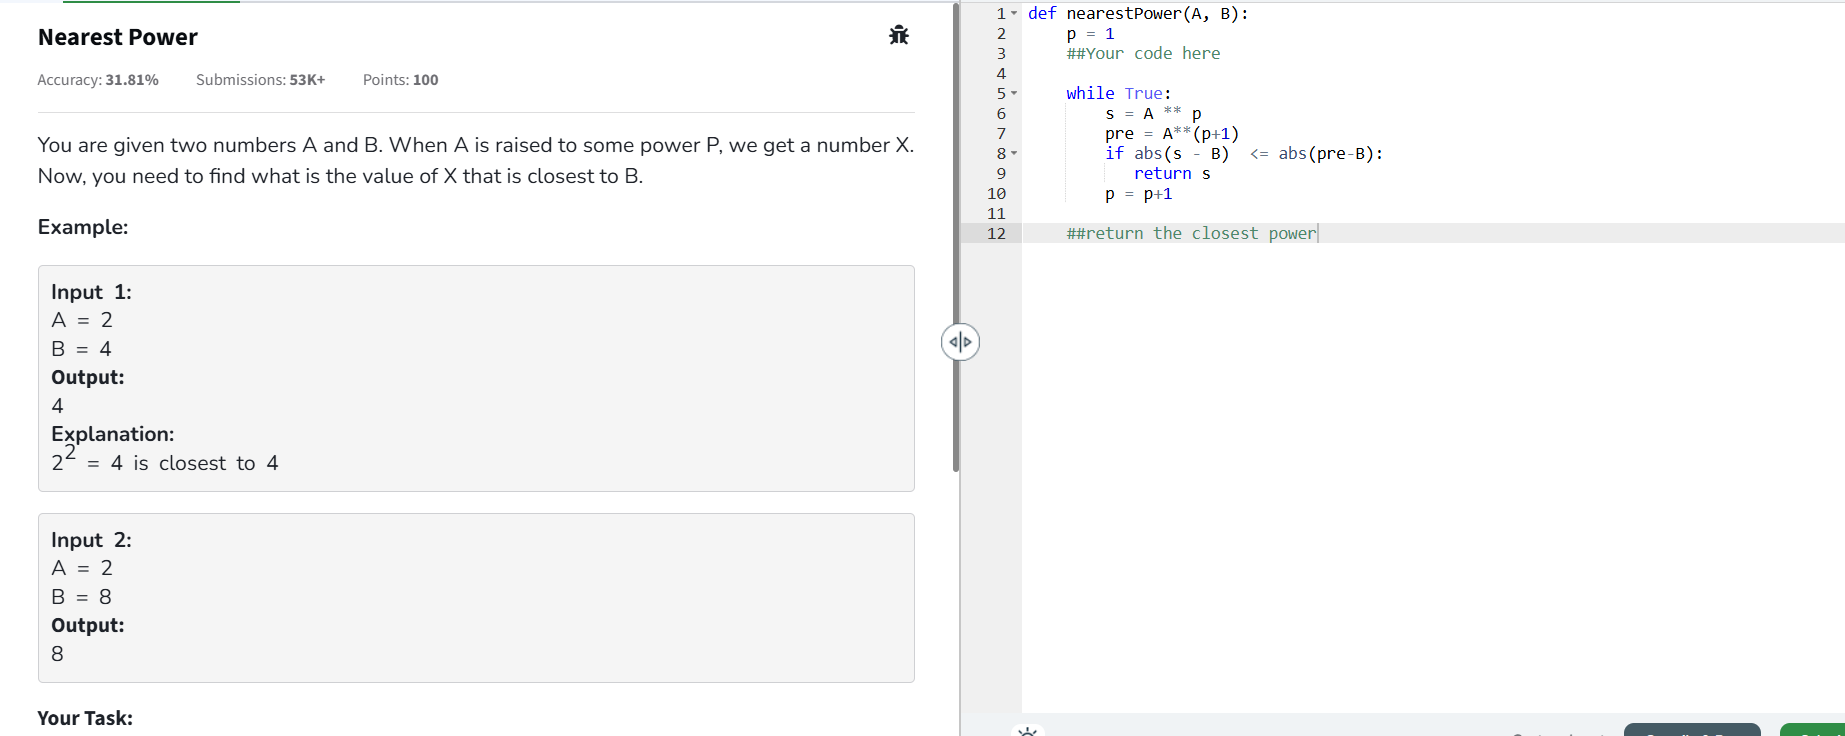 Nearest Power
Accuracy: 31.81% Submissions: 53K+ Points: 100
You are given two numbers A and B. When A is raised to some power P, we get a number X.
Now, you need to find what is the value of X that is closest to B.
Example:
Input 1:
A = 2
B = 4
Output:
4
Explanation:
2^2 = 4 is closest to 4
Input 2:
A = 2
B = 8
Output:
8
Your Task:
1 def nearestPower(A, B):
2     p = 1
3     ##Your code here
4
5     while True:
6         s = A ** p
7         pre = A**(p+1)
8         if abs(s - B)  <= abs(pre-B):
9            return s
10         p = p+1
11
12     ##return the closest power